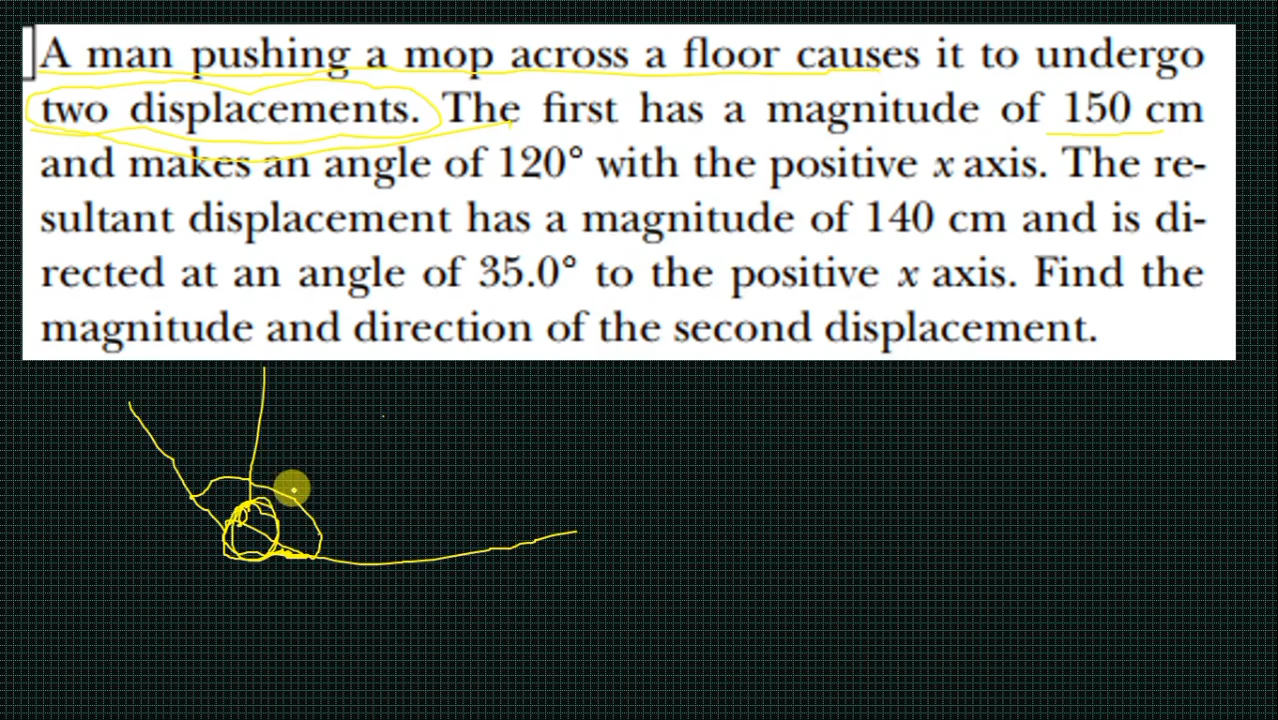 A man pushing a mop across a floor causes it to undergo
two displacements. The first has a magnitude of 150 cm
and makes an angle of 120° with the positive x axis. The re-
sultant displacement has a magnitude of 140 cm and is di-
rected at an angle of 35.0° to the positive x axis. Find the
magnitude and direction of the second displacement.